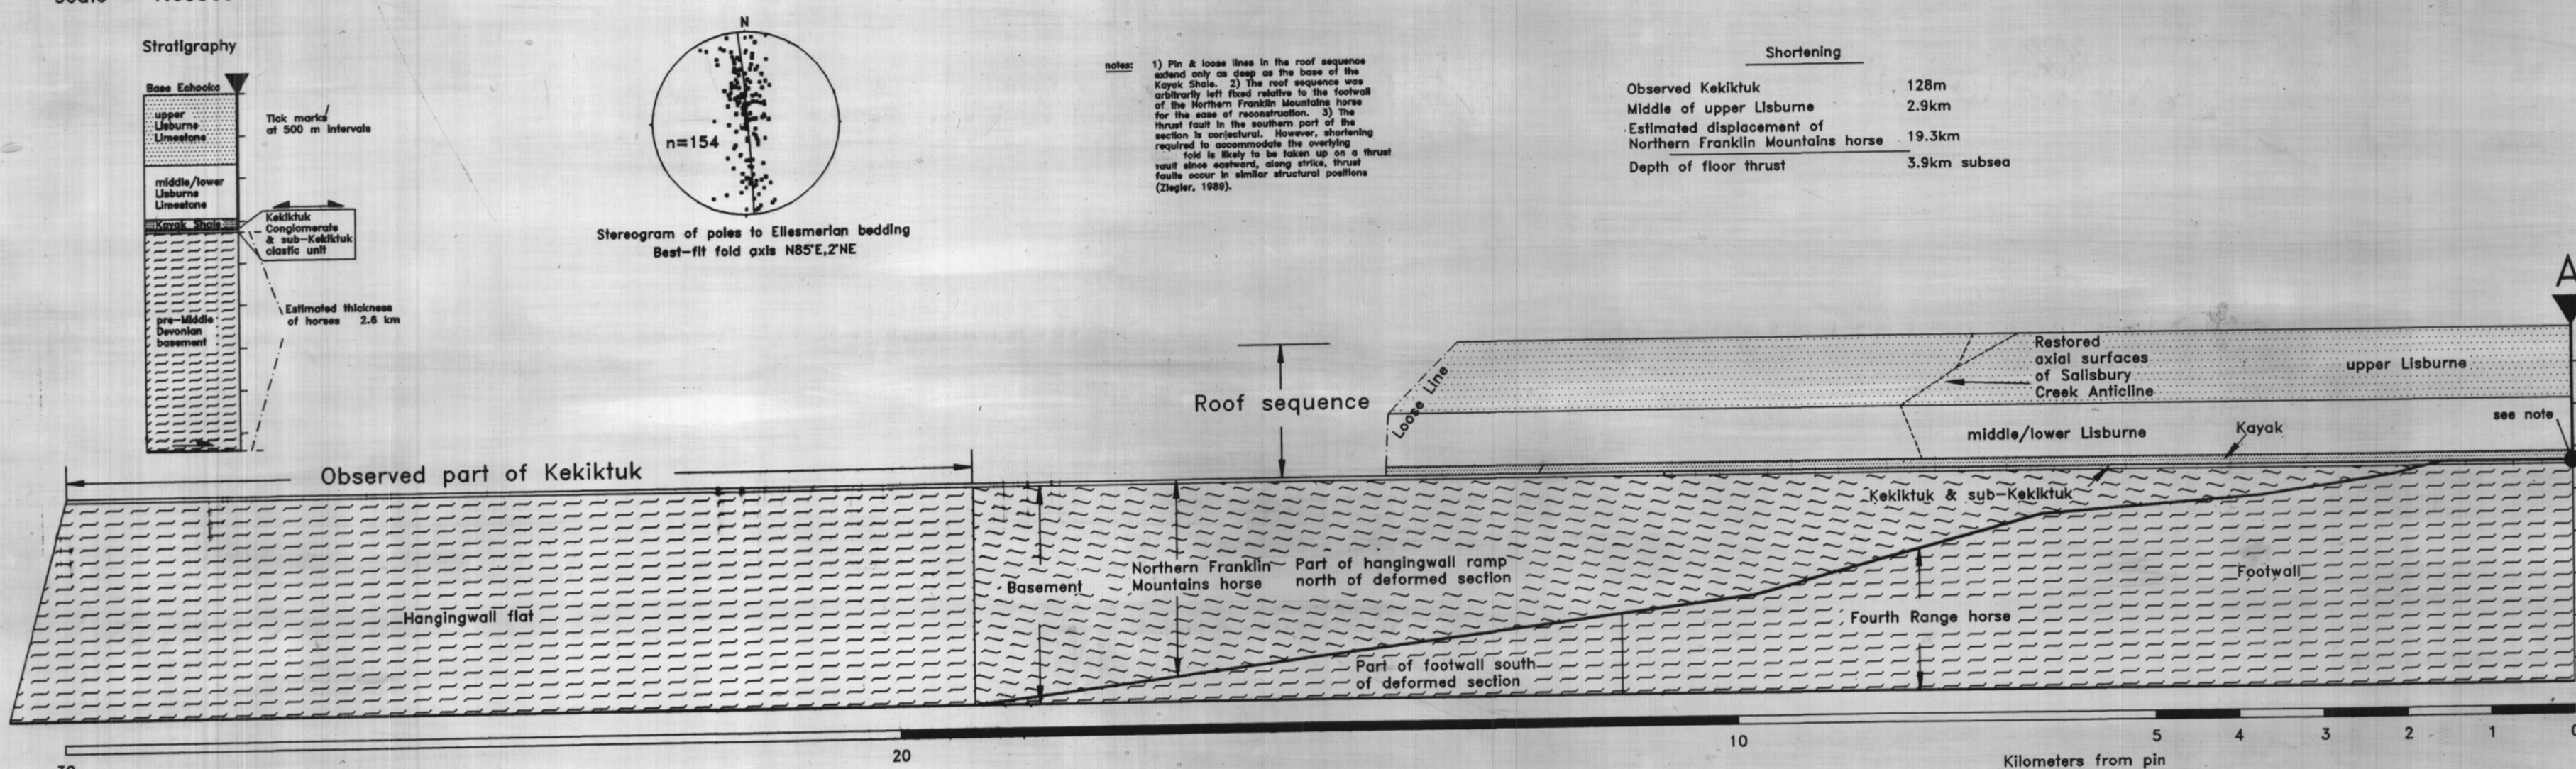 Stratigraphy
Base Echooka
upper
Lisburne
Limestone
Tick marks
at 500 m intervals
middle/lower
Lisburne
Limestone
Kayak Shale
Kekiktuk
Conglomerate
& sub-Kekiktuk
clastic unit
pre-Middle
Devonian
basement
Estimated thickness
of horses 2.6 km
N
n=154
Stereogram of poles to Ellesmerian bedding
Best-fit fold axis N85°E,2°NE
notes: 1) Pin & loose lines in the roof sequence
extend only as deep as the base of the
Kayak Shale. 2) The roof sequence was
arbitrarily left fixed relative to the footwall
of the Northern Franklin Mountains horse
for the ease of reconstruction. 3) The
thrust fault in the southern part of the
section is conjectural. However, shortening
required to accommodate the overlying
fold is likely to be taken up on a thrust
fault since eastward, along strike, thrust
faults occur in similar structural positions
(Ziegler, 1989).
Shortening
Observed Kekiktuk 128m
Middle of upper Lisburne 2.9km
Estimated displacement of
Northern Franklin Mountains horse 19.3km
Depth of floor thrust 3.9km subsea
A
Roof sequence
Loose Line
Restored
axial surfaces
of Salisbury
Creek Anticline
upper Lisburne
middle/lower Lisburne
Kayak
see note
Observed part of Kekiktuk
Kekiktuk & sub-Kekiktuk
Hangingwall flat
Basement
Northern Franklin
Mountains horse
Part of hangingwall ramp
north of deformed section
Part of footwall south
of deformed section
Fourth Range horse
Footwall
20
10
5
4
3
2
1
Kilometers from pin